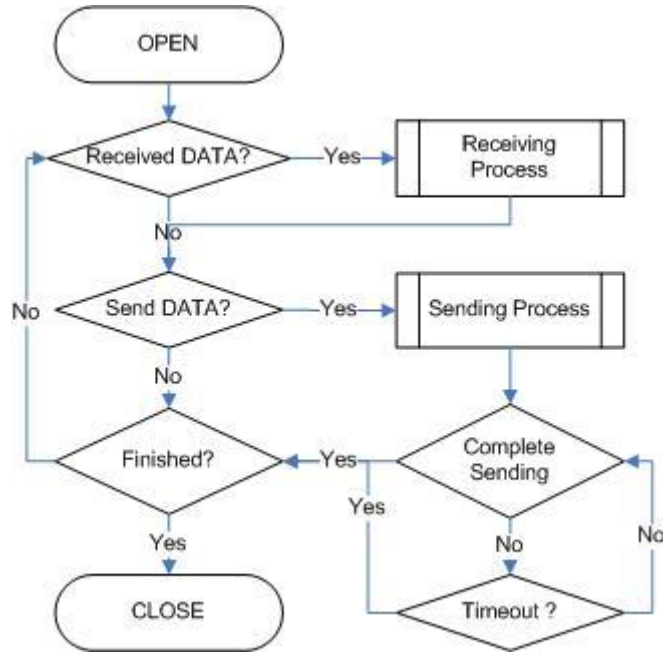 OPEN
Received DATA?
Yes
Receiving
Process
No
Send DATA?
Yes
Sending Process
No
No
Finished?
Yes
Complete
Sending
Yes
No
No
Yes
CLOSE
Timeout ?